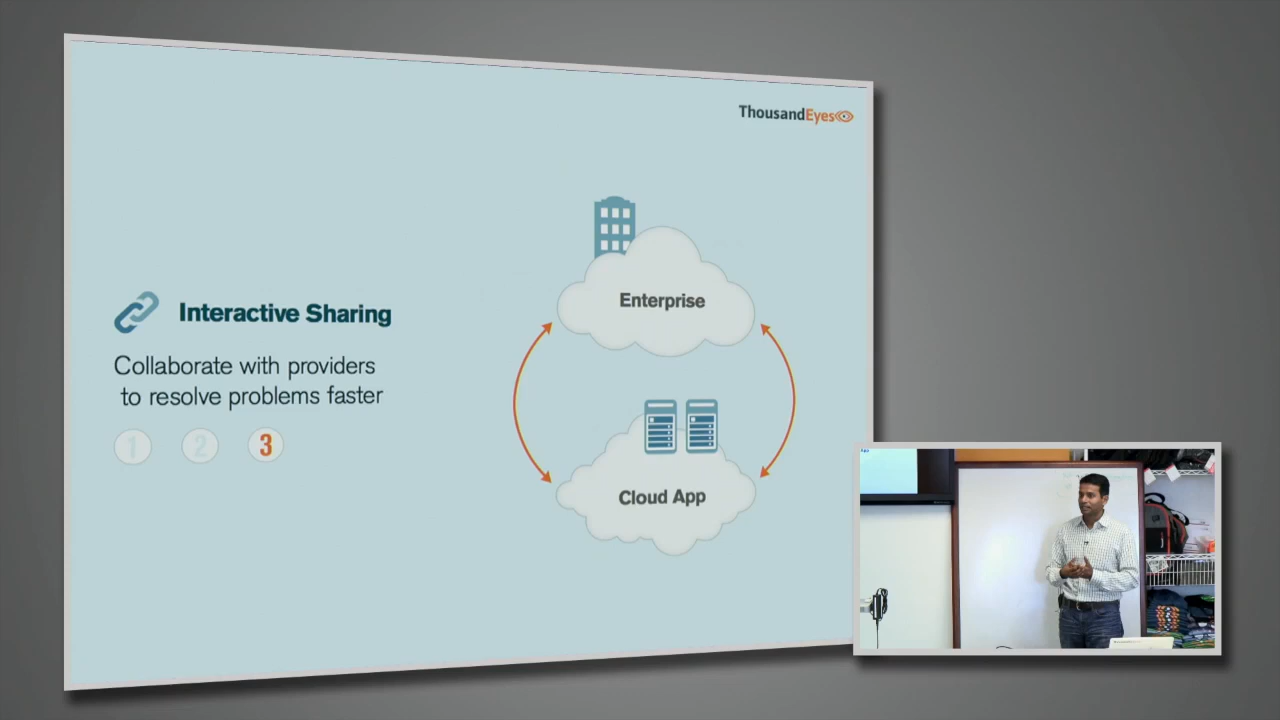 ThousandEyes
Enterprise
Interactive Sharing
Collaborate with providers
to resolve problems faster
1 2 3
Cloud App